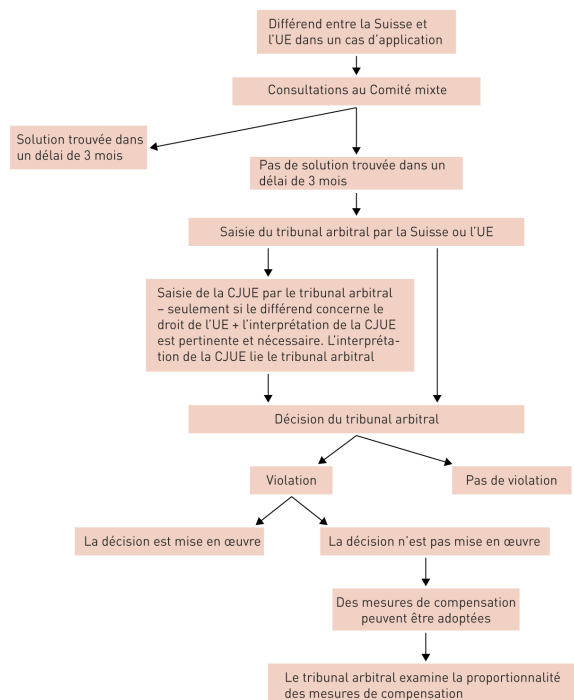 Différend entre la Suisse et
l'UE dans un cas d'application
Consultations au Comité mixte
Solution trouvée dans
un délai de 3 mois
Pas de solution trouvée dans un
délai de 3 mois
Saisie du tribunal arbitral par la Suisse ou l'UE
Saisie de la CJUE par le tribunal arbitral
– seulement si le différend concerne le
droit de l'UE + l'interprétation de la CJUE
est pertinente et nécessaire. L'interpréta-
tion de la CJUE lie le tribunal arbitral
Décision du tribunal arbitral
Violation
Pas de violation
La décision est mise en œuvre
La décision n'est pas mise en œuvre
Des mesures de compensation
peuvent être adoptées
Le tribunal arbitral examine la proportionnalité
des mesures de compensation